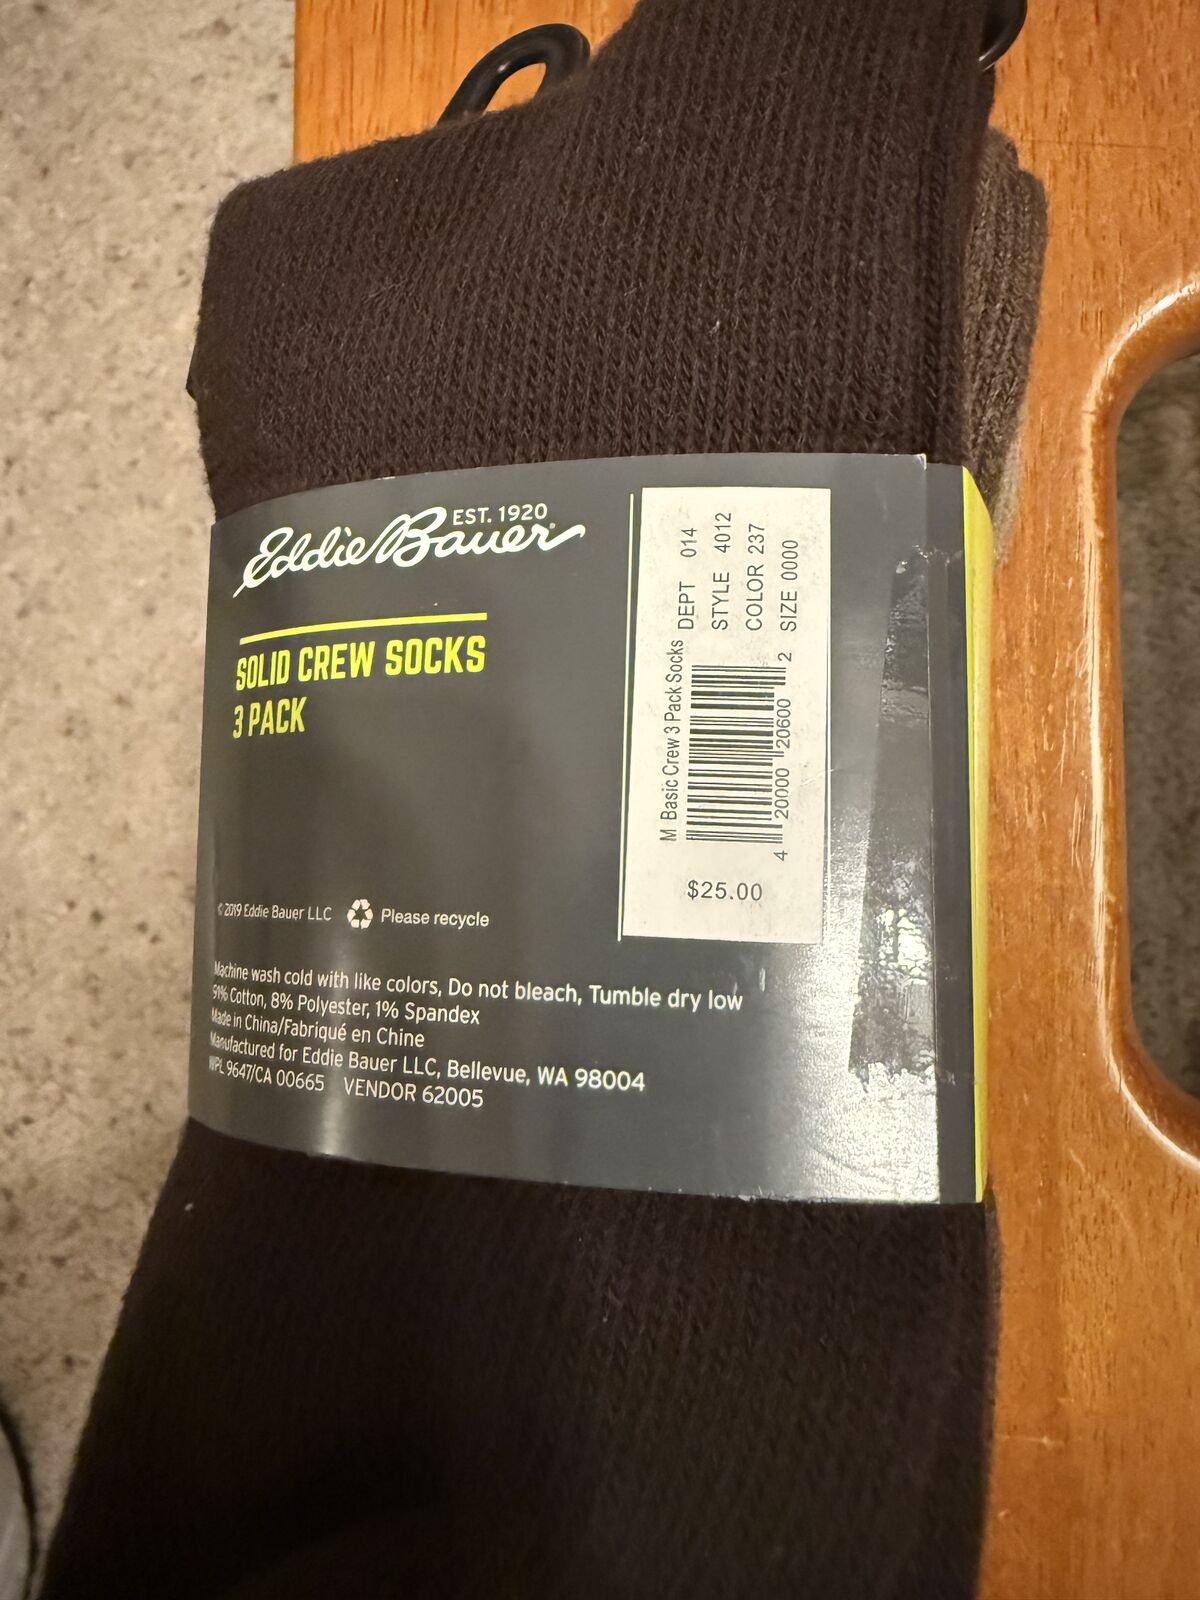 Eddie Bauer
EST. 1920
SOLID CREW SOCKS
3 PACK
© 2019 Eddie Bauer LLC
Please recycle
Machine wash cold with like colors, Do not bleach, Tumble dry low
91% Cotton, 8% Polyester, 1% Spandex
Made in China/Fabriqué en Chine
Manufactured for Eddie Bauer LLC, Bellevue, WA 98004
WPL 9647/CA 00665 VENDOR 62005
M Basic Crew 3 Pack Socks
DEPT 014
STYLE 4012
COLOR 237
SIZE 0000
4 20000 20600 2
$25.00